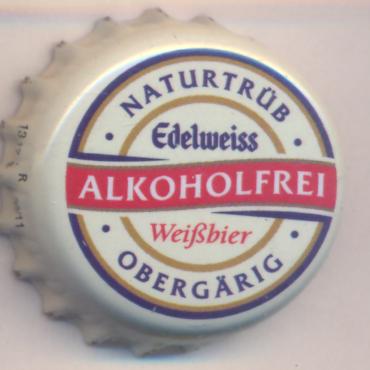 NATURTRÜB
Edelweiss
ALKOHOLFREI
Weißbier
OBERGÄRIG